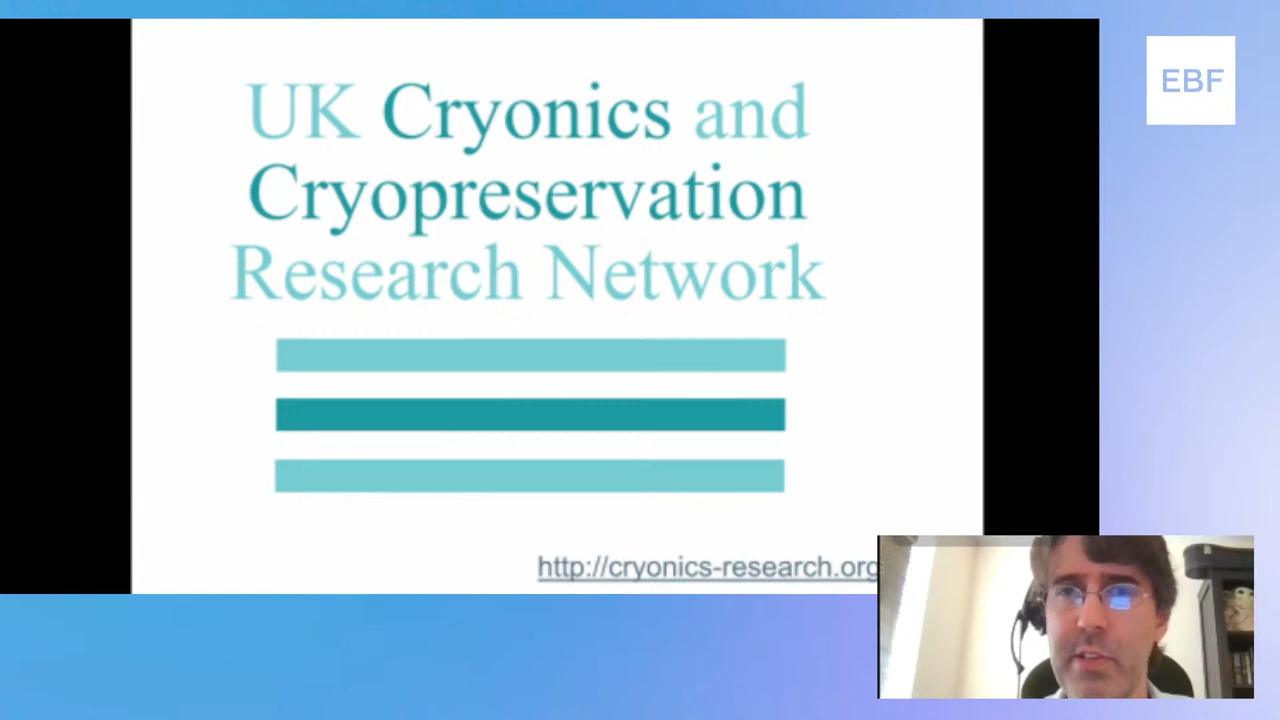 UK Cryonics and
Cryopreservation
Research Network
http://cryonics-research.org
EBF